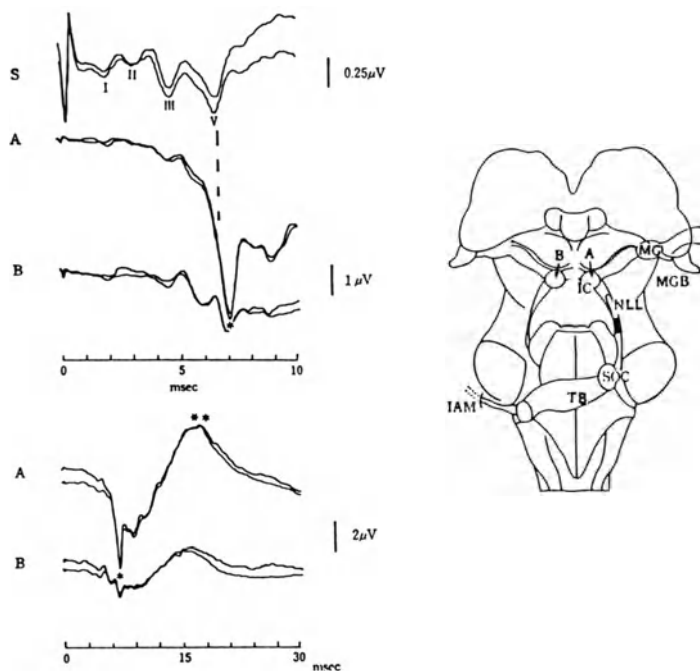 S
I
II
III
V
0.25μV
A
B
1 μV
*
0
10
msec
A
* *
B
*
2μV
0
15
30
msec
B
A
IC
MG
MGB
NLL
SOC
TB
IAM